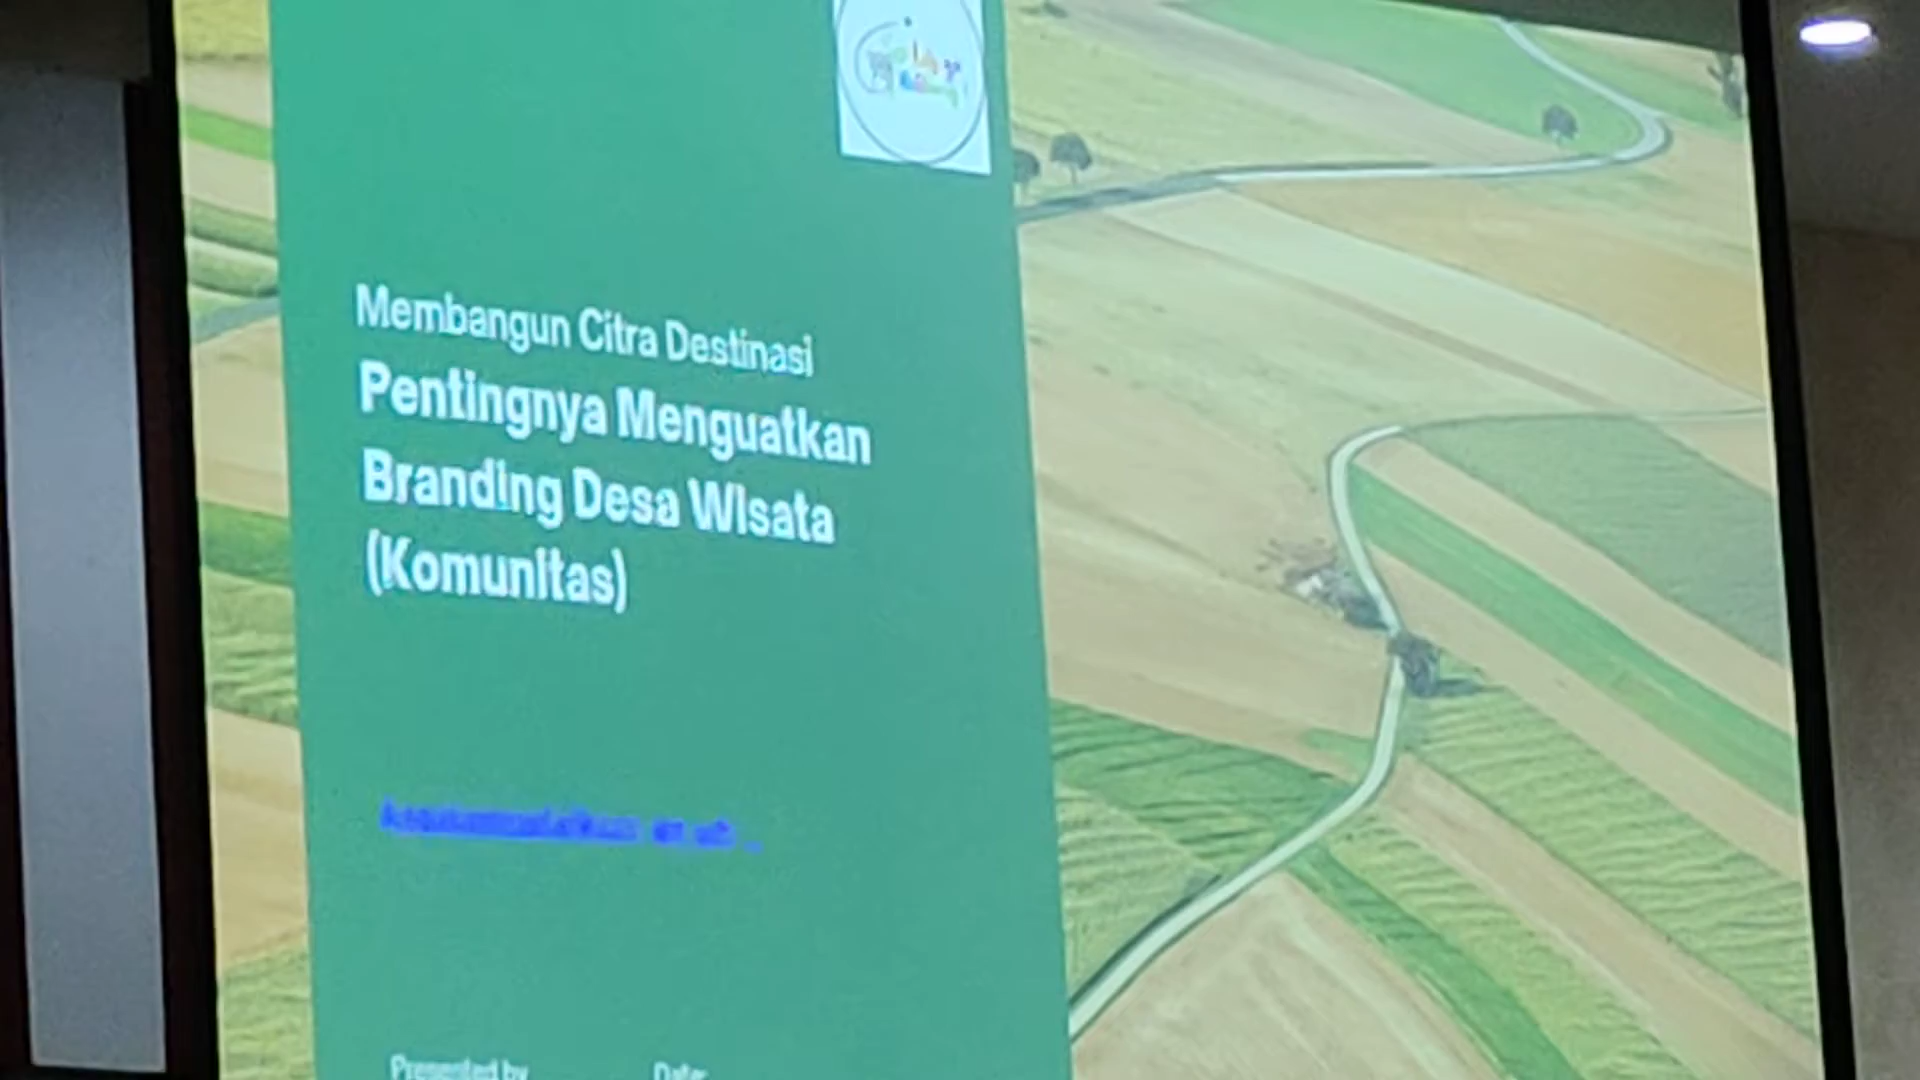 Membangun Citra Destinasi
Pentingnya Menguatkan
Branding Desa Wisata
(Komunitas)
Presented by
Date: